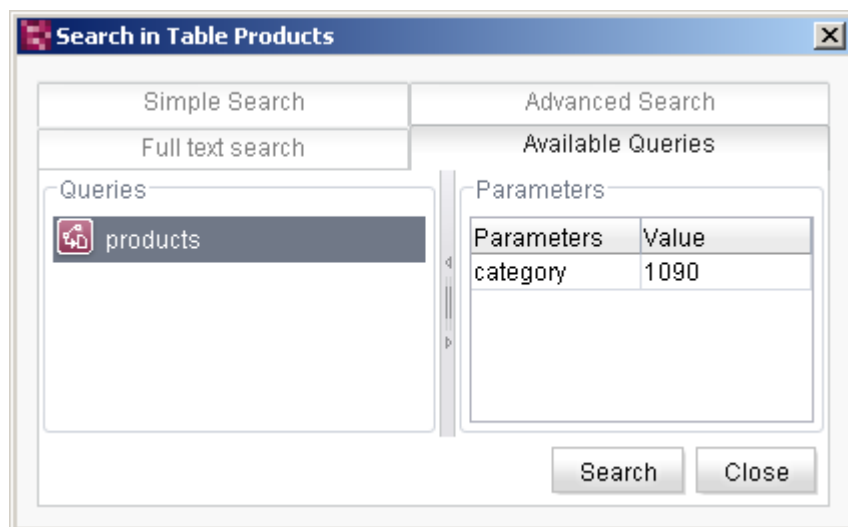 Search in Table Products
Simple Search
Advanced Search
Full text search
Available Queries
Queries
products
Parameters
Parameters Value
category 1090
Search
Close